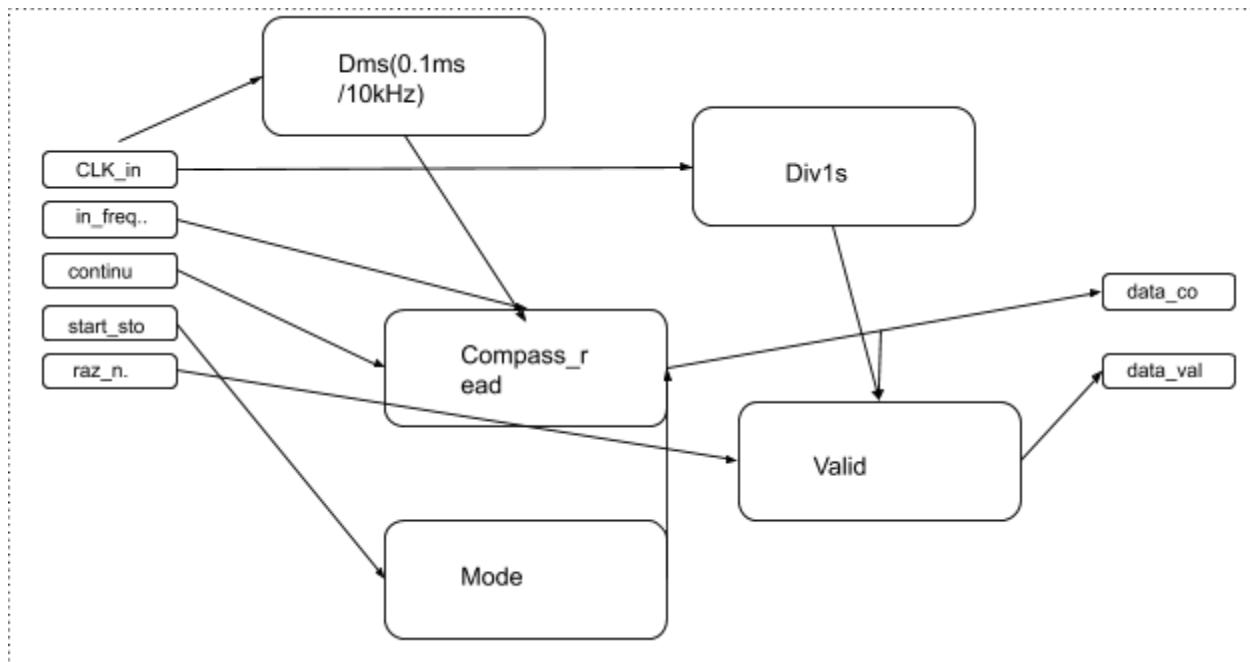 Dms(0.1ms
/10kHz)
CLK_in
Div1s
in_freq..
continu
data_co
start_sto
Compass_r
ead
raz_n.
data_val
Valid
Mode